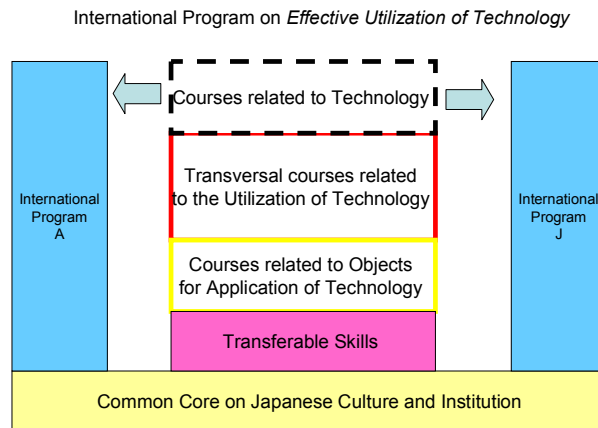 International Program on Effective Utilization of Technology
Courses related to Technology
Transversal courses related
to the Utilization of Technology
International
Program
A
International
Program
J
Courses related to Objects
for Application of Technology
Transferable Skills
Common Core on Japanese Culture and Institution